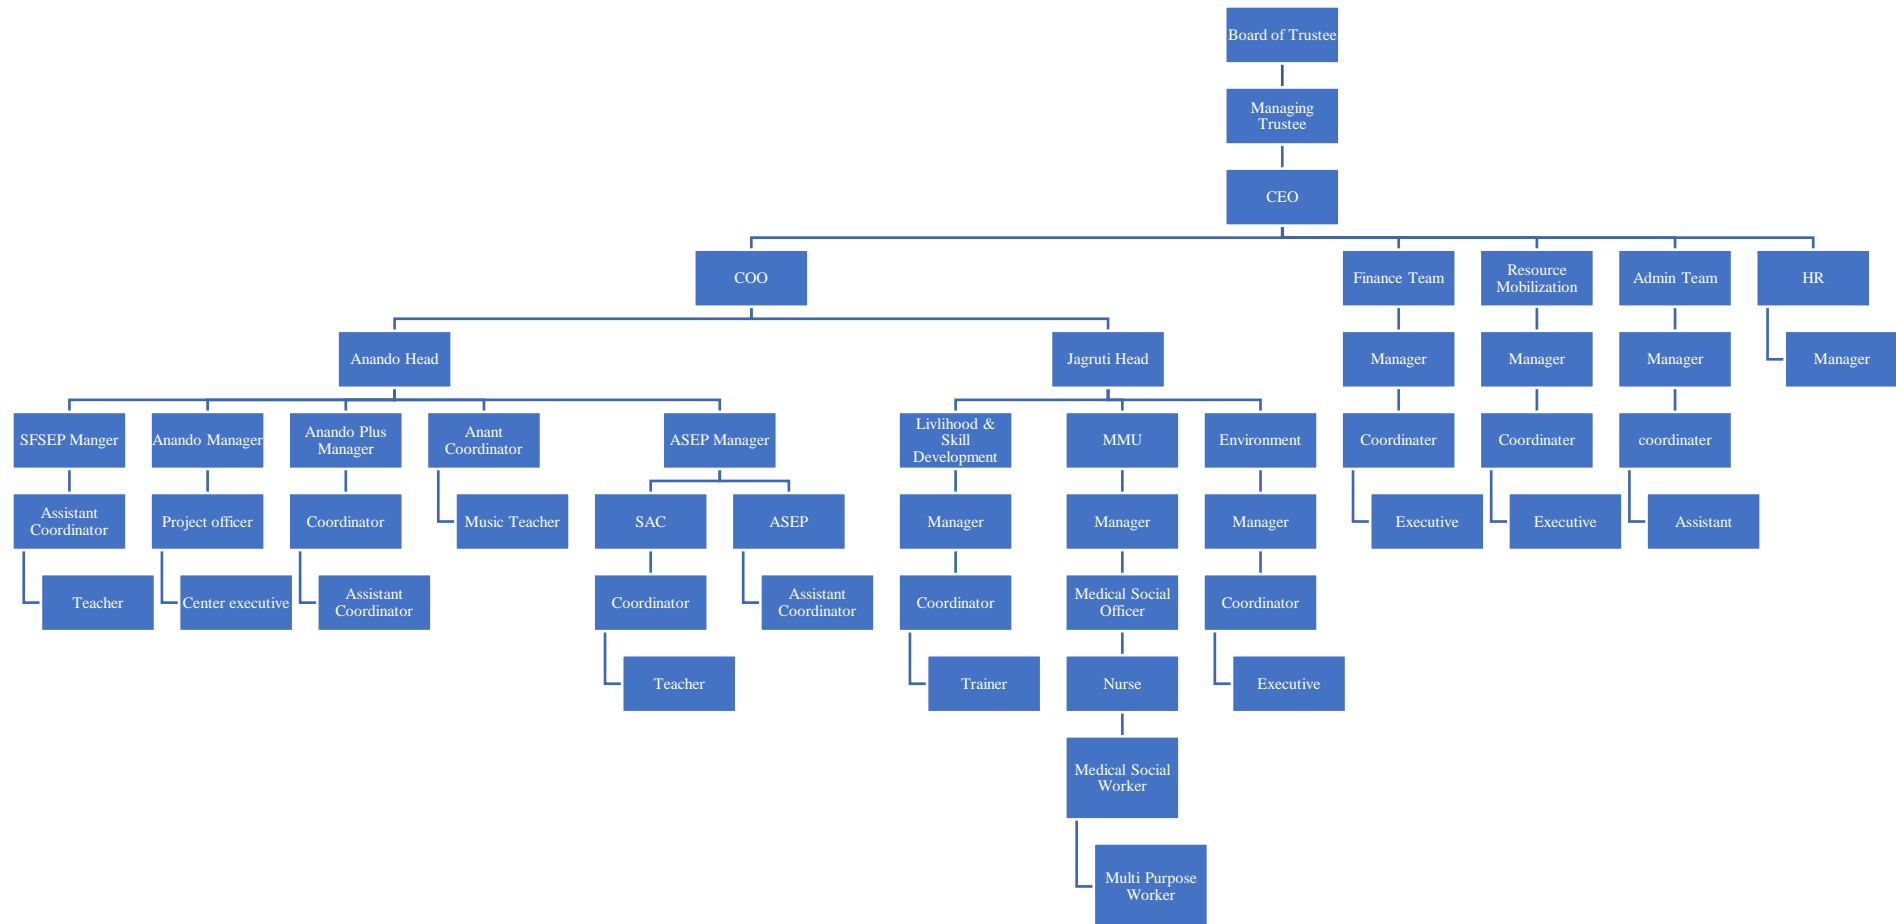 Board of Trustee
Managing
Trustee
CEO
COO
Finance Team
Resource
Mobilization
Admin Team
HR
Anando Head
Jagruti Head
Manager
Manager
Manager
Manager
SFSEP Manger
Anando Manager
Anando Plus
Manager
Anant
Coordinator
ASEP Manager
Livlihood &
Skill
Development
MMU
Environment
Coordinater
Coordinater
coordinater
Assistant
Coordinator
Project officer
Coordinator
Music Teacher
SAC
ASEP
Manager
Manager
Manager
Executive
Executive
Assistant
Teacher
Center executive
Assistant
Coordinator
Coordinator
Assistant
Coordinator
Coordinator
Medical Social
Officer
Coordinator
Teacher
Trainer
Nurse
Executive
Medical Social
Worker
Multi Purpose
Worker